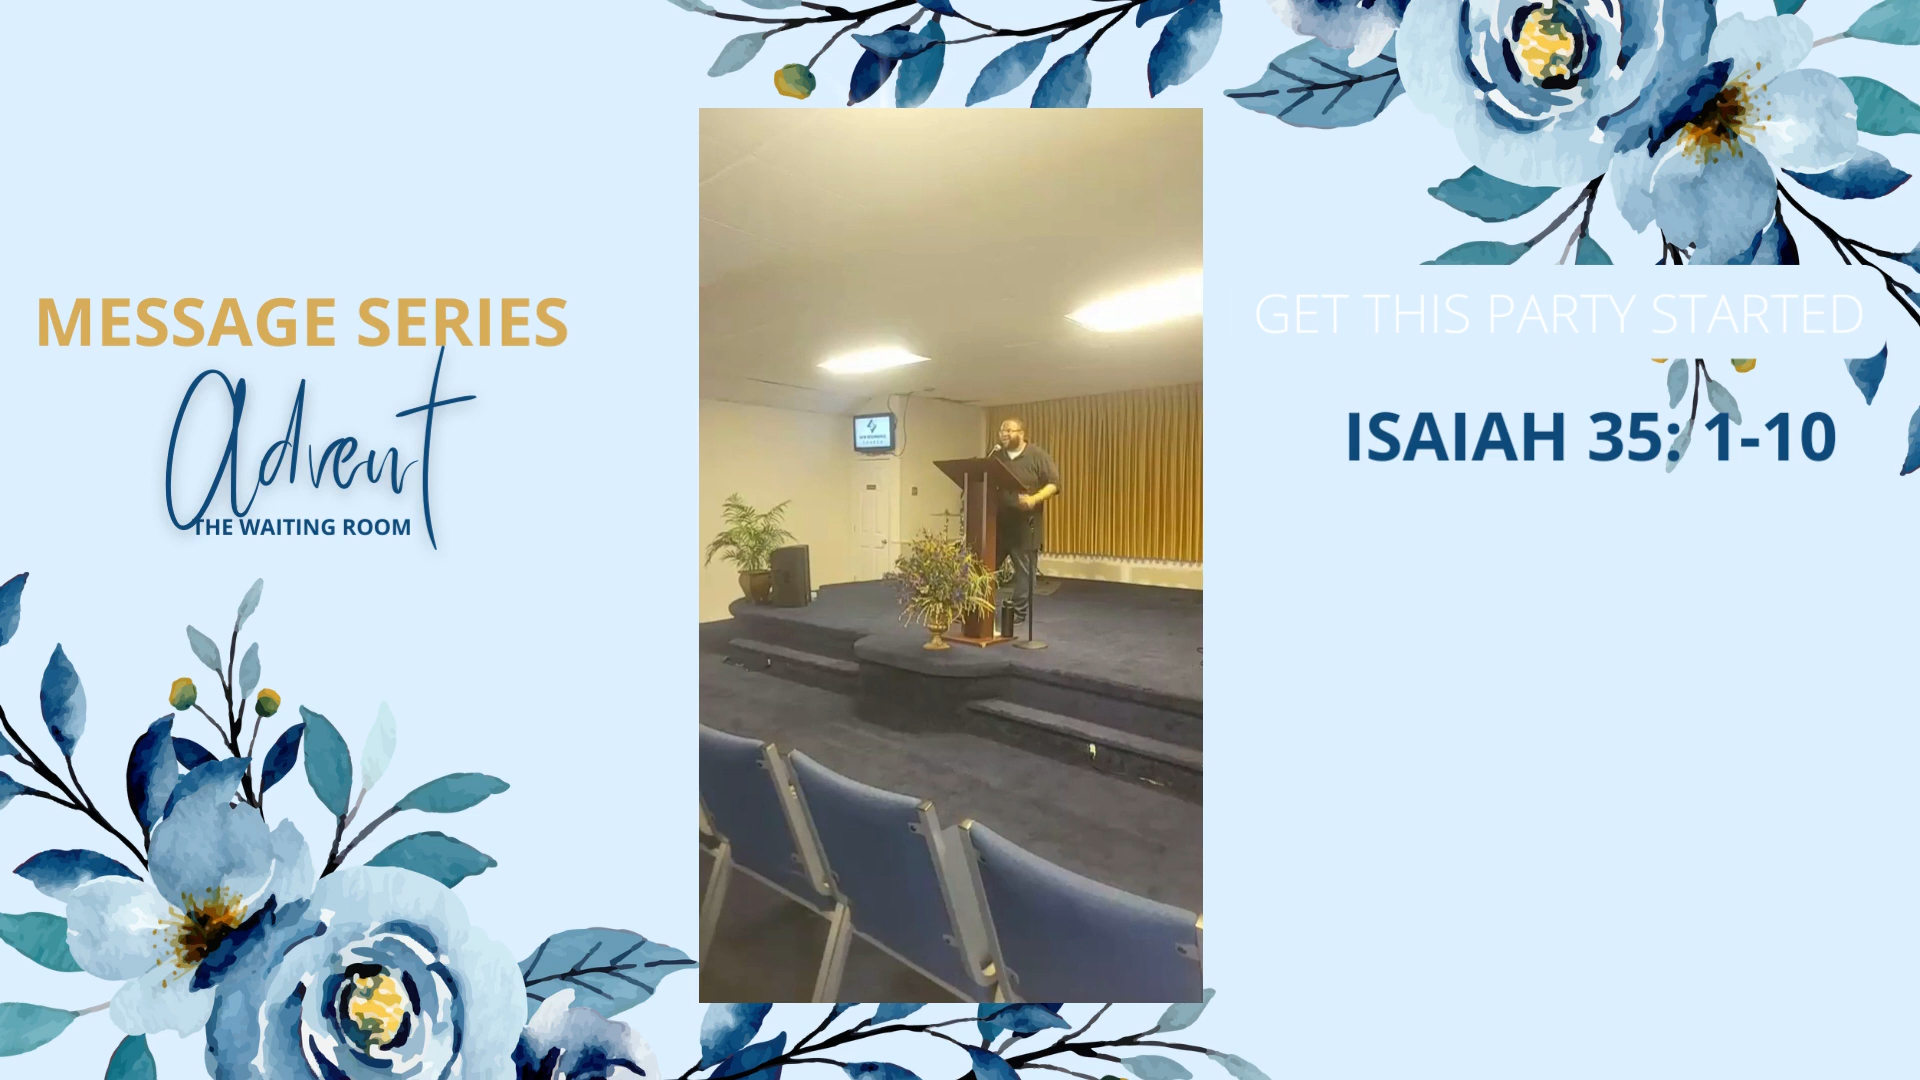 MESSAGE SERIES
Advent
THE WAITING ROOM
GET THIS PARTY STARTED
ISAIAH 35: 1-10